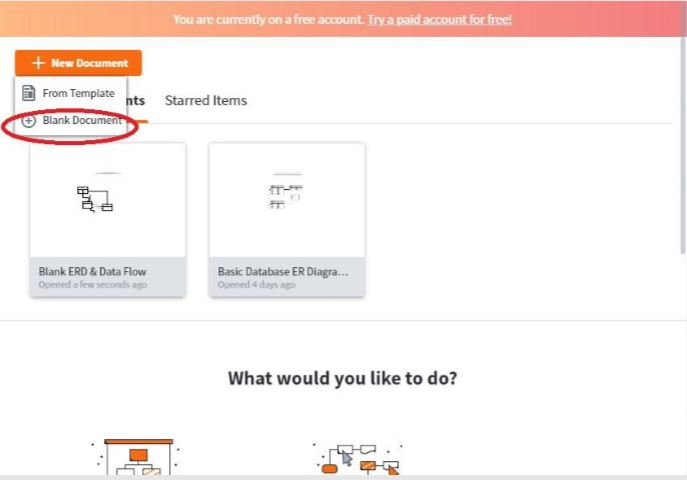 You are currently on a free account. Try a paid account for free!
+ New Document
From Template
nts
Starred Items
Blank Document
Blank ERD & Data Flow
Opened a few seconds ago
Basic Database ER Diagra...
Opened 4 days ago
What would you like to do?